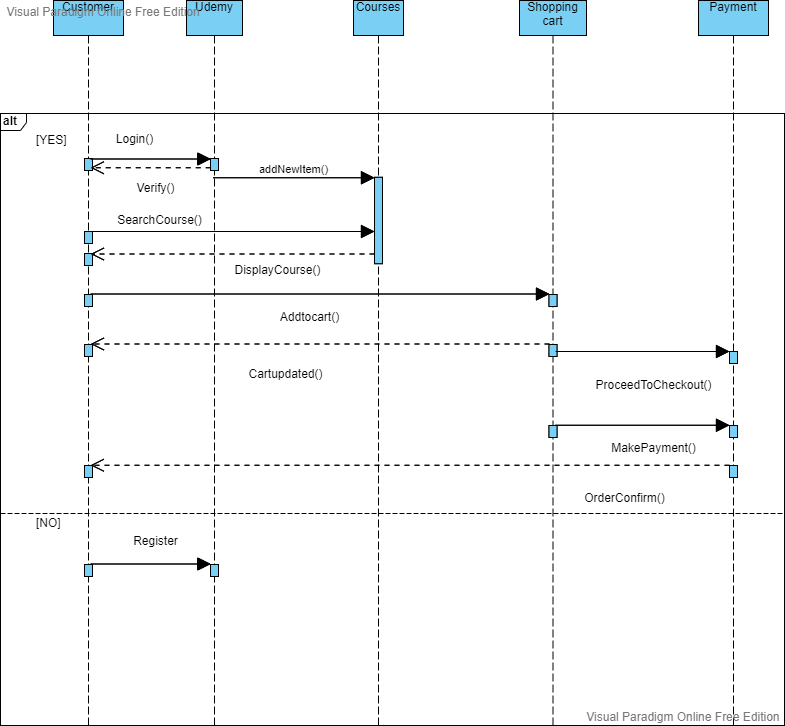 Visual Paradigm Online Free Edition
Customer
Udemy
Courses
Shopping
cart
Payment
alt
[YES]
Login()
addNewItem()
Verify()
SearchCourse()
DisplayCourse()
Addtocart()
Cartupdated()
ProceedToCheckout()
MakePayment()
OrderConfirm()
[NO]
Register
Visual Paradigm Online Free Edition